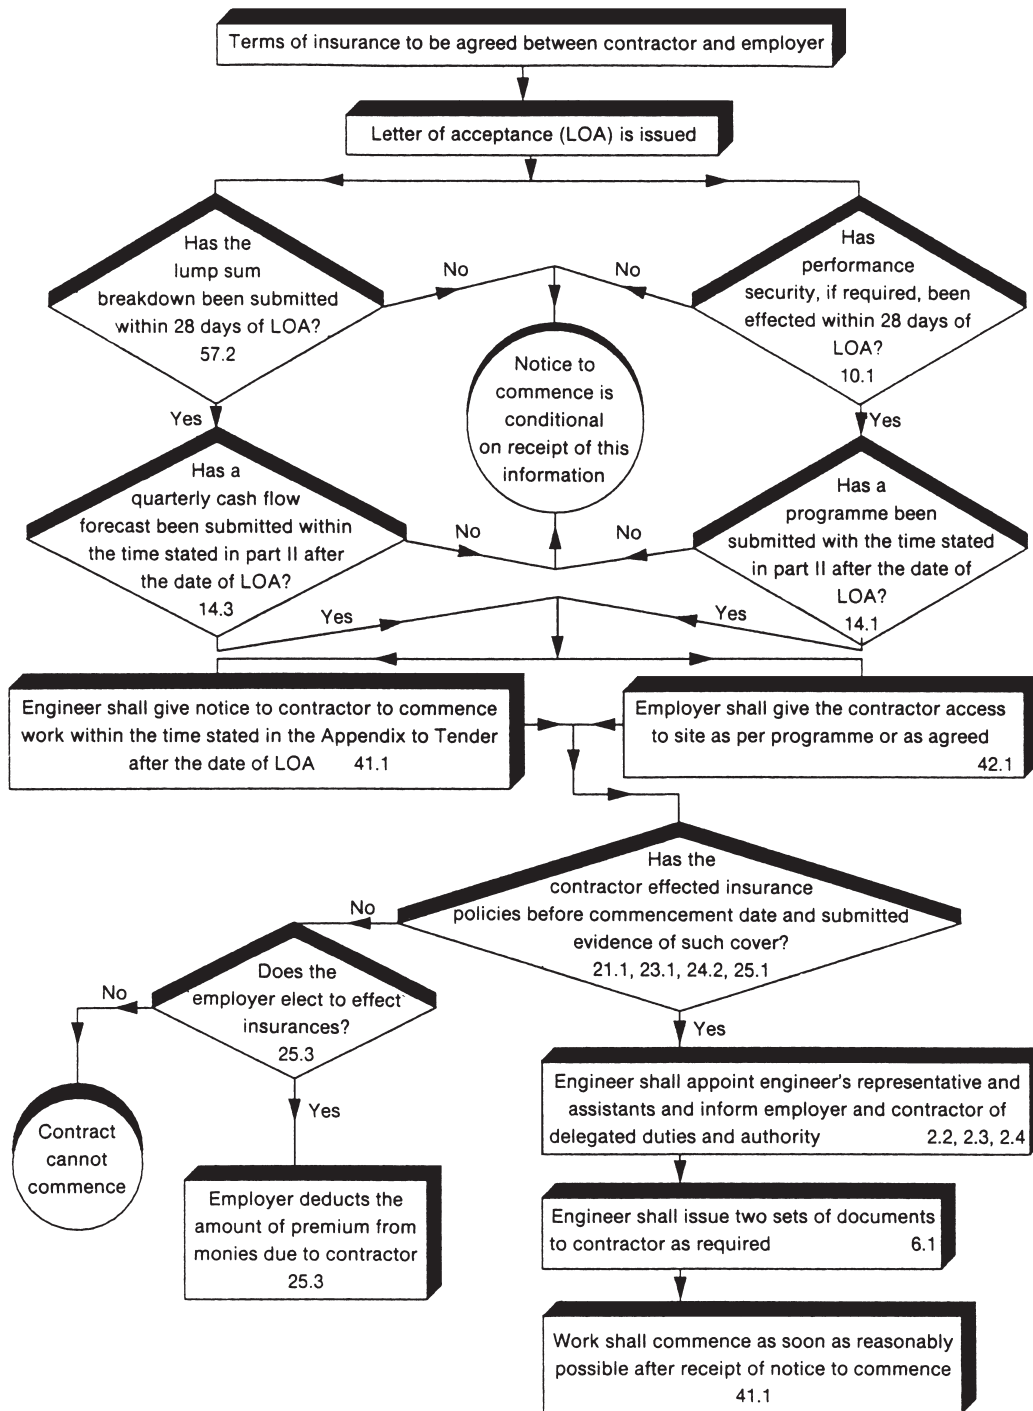 Terms of insurance to be agreed between contractor and employer
Letter of acceptance (LOA) is issued
Has the
lump sum
breakdown been submitted
within 28 days of LOA?
57.2
No
No
Has
performance
security, if required, been
effected within 28 days of
LOA?
10.1
Notice to
commence is
conditional
on receipt of this
information
Yes
Yes
Has a
quarterly cash flow
forecast been submitted within
the time stated in part II after
the date of LOA?
14.3
No
No
Has a
programme been
submitted with the time stated
in part II after the date of
LOA?
14.1
Yes
Yes
Engineer shall give notice to contractor to commence
work within the time stated in the Appendix to Tender
after the date of LOA 41.1
Employer shall give the contractor access
to site as per programme or as agreed
42.1
Has the
contractor effected insurance
policies before commencement date and submitted
evidence of such cover?
21.1, 23.1, 24.2, 25.1
No
Does the
employer elect to effect
insurances?
25.3
No
Yes
Yes
Contract
cannot
commence
Employer deducts the
amount of premium from
monies due to contractor
25.3
Engineer shall appoint engineer's representative and
assistants and inform employer and contractor of
delegated duties and authority 2.2, 2.3, 2.4
Engineer shall issue two sets of documents
to contractor as required 6.1
Work shall commence as soon as reasonably
possible after receipt of notice to commence
41.1